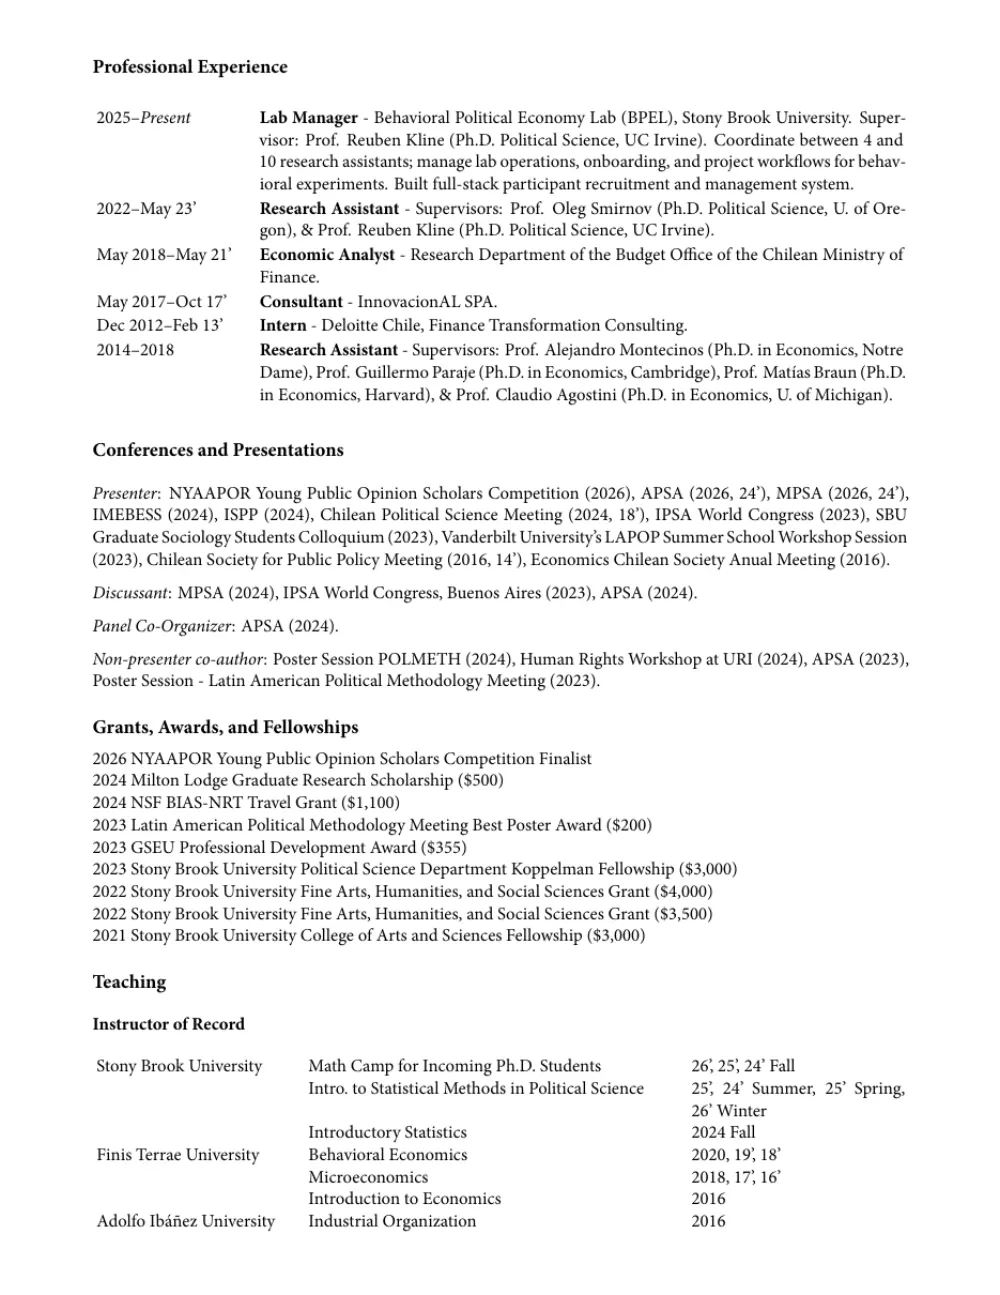 Professional Experience
2025–Present Lab Manager - Behavioral Political Economy Lab (BPEL), Stony Brook University. Super-
visor: Prof. Reuben Kline (Ph.D. Political Science, UC Irvine). Coordinate between 4 and
10 research assistants; manage lab operations, onboarding, and project workflows for behav-
ioral experiments. Built full-stack participant recruitment and management system.
2022–May 23’ Research Assistant - Supervisors: Prof. Oleg Smirnov (Ph.D. Political Science, U. of Ore-
gon), & Prof. Reuben Kline (Ph.D. Political Science, UC Irvine).
May 2018–May 21’ Economic Analyst - Research Department of the Budget Office of the Chilean Ministry of
Finance.
May 2017–Oct 17’ Consultant - InnovacionAL SPA.
Dec 2012–Feb 13’ Intern - Deloitte Chile, Finance Transformation Consulting.
2014–2018 Research Assistant - Supervisors: Prof. Alejandro Montecinos (Ph.D. in Economics, Notre
Dame), Prof. Guillermo Paraje (Ph.D. in Economics, Cambridge), Prof. Matías Braun (Ph.D.
in Economics, Harvard), & Prof. Claudio Agostini (Ph.D. in Economics, U. of Michigan).
Conferences and Presentations
Presenter: NYAAPOR Young Public Opinion Scholars Competition (2026), APSA (2026, 24’), MPSA (2026, 24’),
IMEBESS (2024), ISPP (2024), Chilean Political Science Meeting (2024, 18’), IPSA World Congress (2023), SBU
Graduate Sociology Students Colloquium (2023), Vanderbilt University’s LAPOP Summer School Workshop Session
(2023), Chilean Society for Public Policy Meeting (2016, 14’), Economics Chilean Society Anual Meeting (2016).
Discussant: MPSA (2024), IPSA World Congress, Buenos Aires (2023), APSA (2024).
Panel Co-Organizer: APSA (2024).
Non-presenter co-author: Poster Session POLMETH (2024), Human Rights Workshop at URI (2024), APSA (2023),
Poster Session - Latin American Political Methodology Meeting (2023).
Grants, Awards, and Fellowships
2026 NYAAPOR Young Public Opinion Scholars Competition Finalist
2024 Milton Lodge Graduate Research Scholarship ($500)
2024 NSF BIAS-NRT Travel Grant ($1,100)
2023 Latin American Political Methodology Meeting Best Poster Award ($200)
2023 GSEU Professional Development Award ($355)
2023 Stony Brook University Political Science Department Koppelman Fellowship ($3,000)
2022 Stony Brook University Fine Arts, Humanities, and Social Sciences Grant ($4,000)
2022 Stony Brook University Fine Arts, Humanities, and Social Sciences Grant ($3,500)
2021 Stony Brook University College of Arts and Sciences Fellowship ($3,000)
Teaching
Instructor of Record
Stony Brook University Math Camp for Incoming Ph.D. Students 26’, 25’, 24’ Fall
Intro. to Statistical Methods in Political Science 25’, 24’ Summer, 25’ Spring,
26’ Winter
Introductory Statistics 2024 Fall
Finis Terrae University Behavioral Economics 2020, 19’, 18’
Microeconomics 2018, 17’, 16’
Introduction to Economics 2016
Adolfo Ibáñez University Industrial Organization 2016